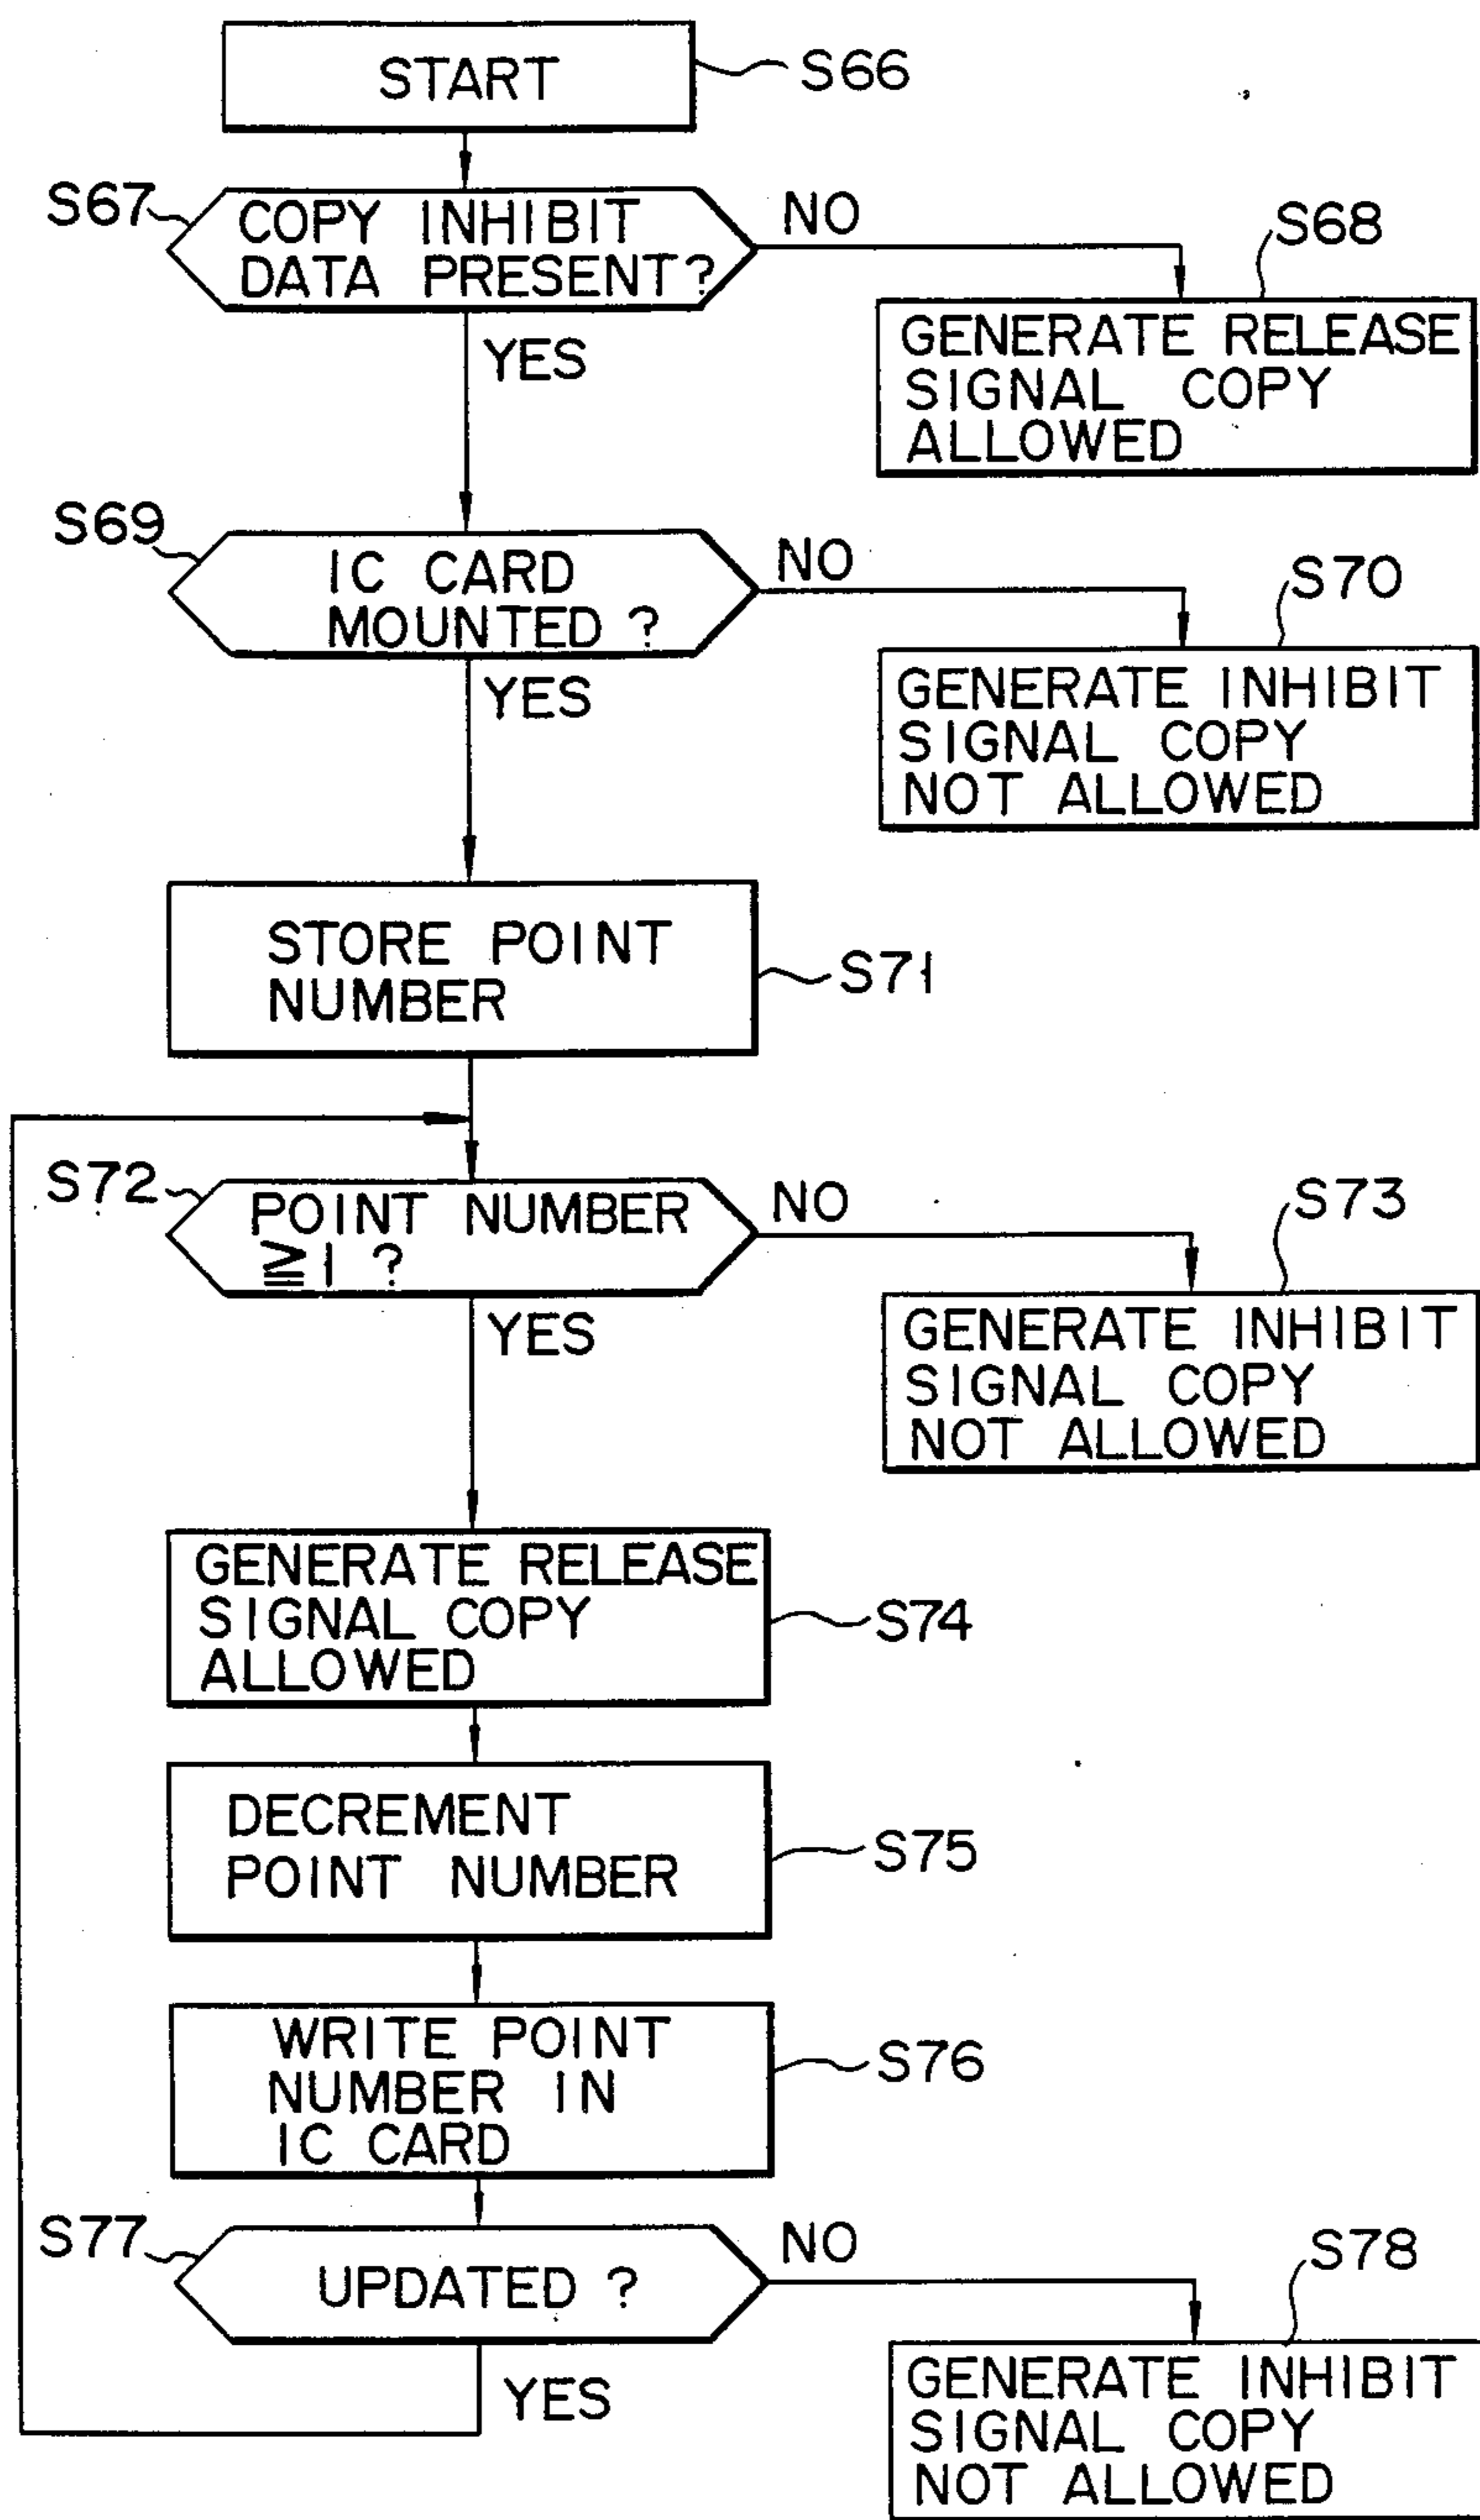 START
S66
S67
COPY INHIBIT
DATA PRESENT?
NO
S68
GENERATE RELEASE
SIGNAL COPY
ALLOWED
YES
S69
IC CARD
MOUNTED ?
NO
S70
GENERATE INHIBIT
SIGNAL COPY
NOT ALLOWED
YES
STORE POINT
NUMBER
S71
S72
POINT NUMBER
≧1 ?
NO
S73
GENERATE INHIBIT
SIGNAL COPY
NOT ALLOWED
YES
GENERATE RELEASE
SIGNAL COPY
ALLOWED
S74
DECREMENT
POINT NUMBER
S75
WRITE POINT
NUMBER IN
IC CARD
S76
S77
UPDATED ?
NO
S78
GENERATE INHIBIT
SIGNAL COPY
NOT ALLOWED
YES